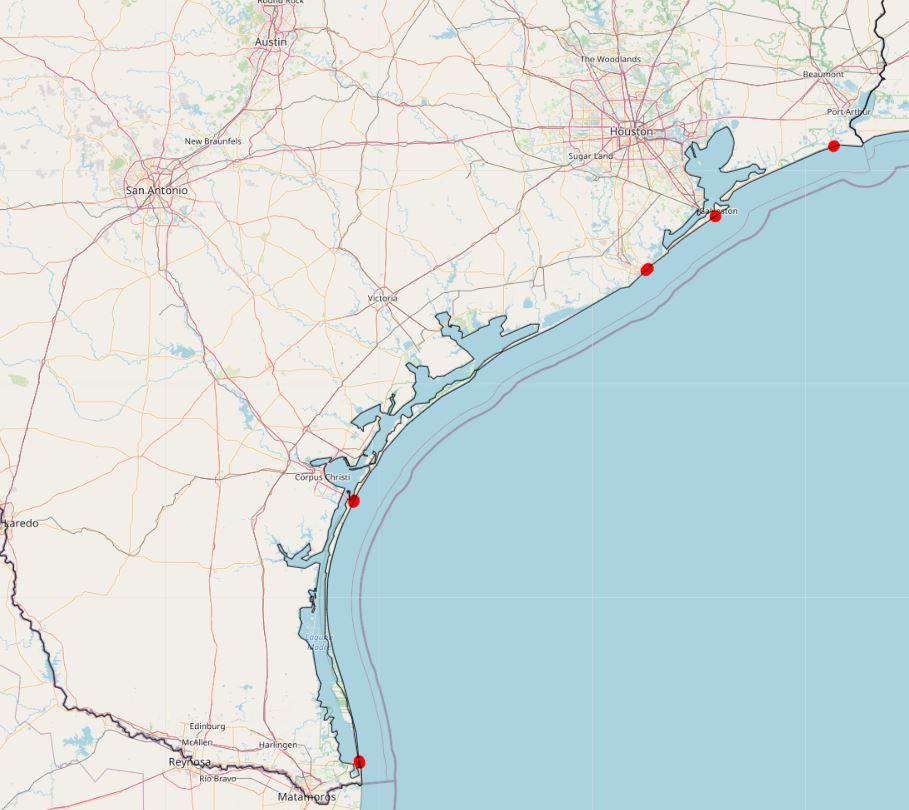 Round Rock
Austin
The Woodlands
Beaumont
Port Arthur
Houston
New Braunfels
Sugar Land
San Antonio
Galveston
Victoria
Corpus Christi
Laredo
Laguna
Madre
Edinburg
McAllen
Harlingen
Reynosa
Río Bravo
Matamoros